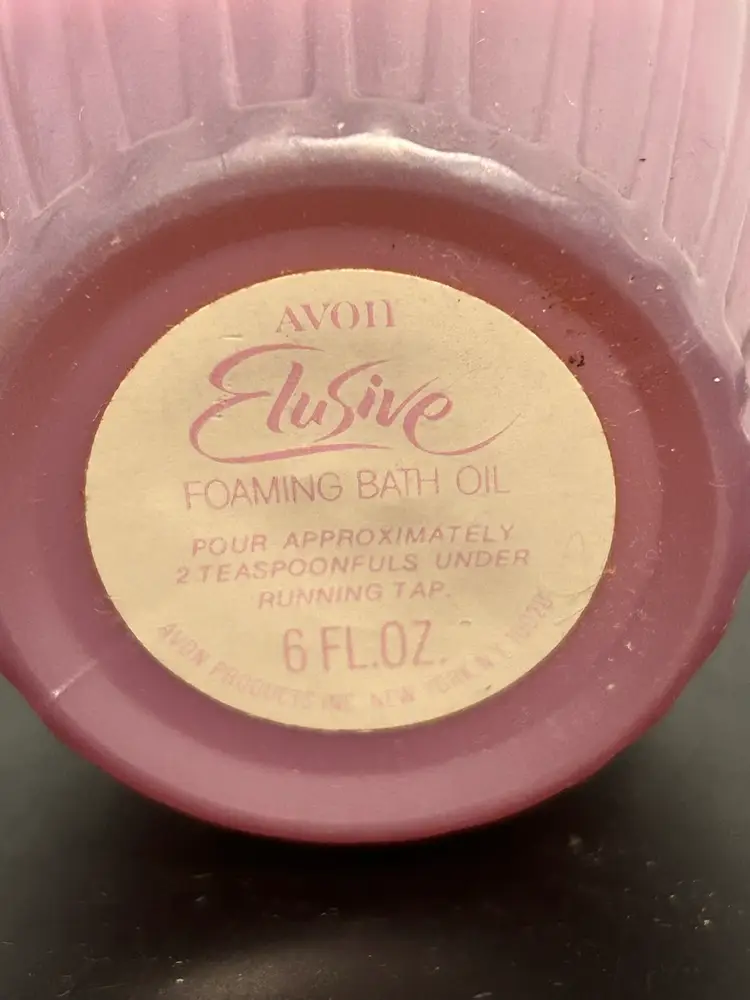 AVON
Elusive
FOAMING BATH OIL
POUR APPROXIMATELY
2 TEASPOONFULS UNDER
RUNNING TAP.
6 FL.OZ.
AVON PRODUCTS INC. NEW YORK N.Y.